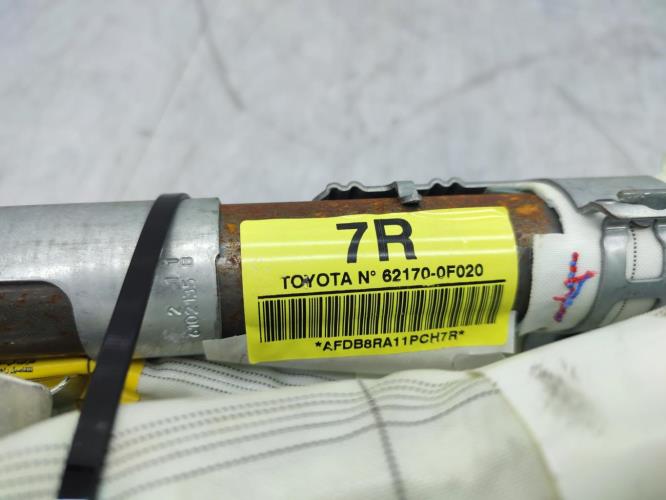 7R
TOYOTA N° 62170-0F020
*AFDB8RA11PCH7R*